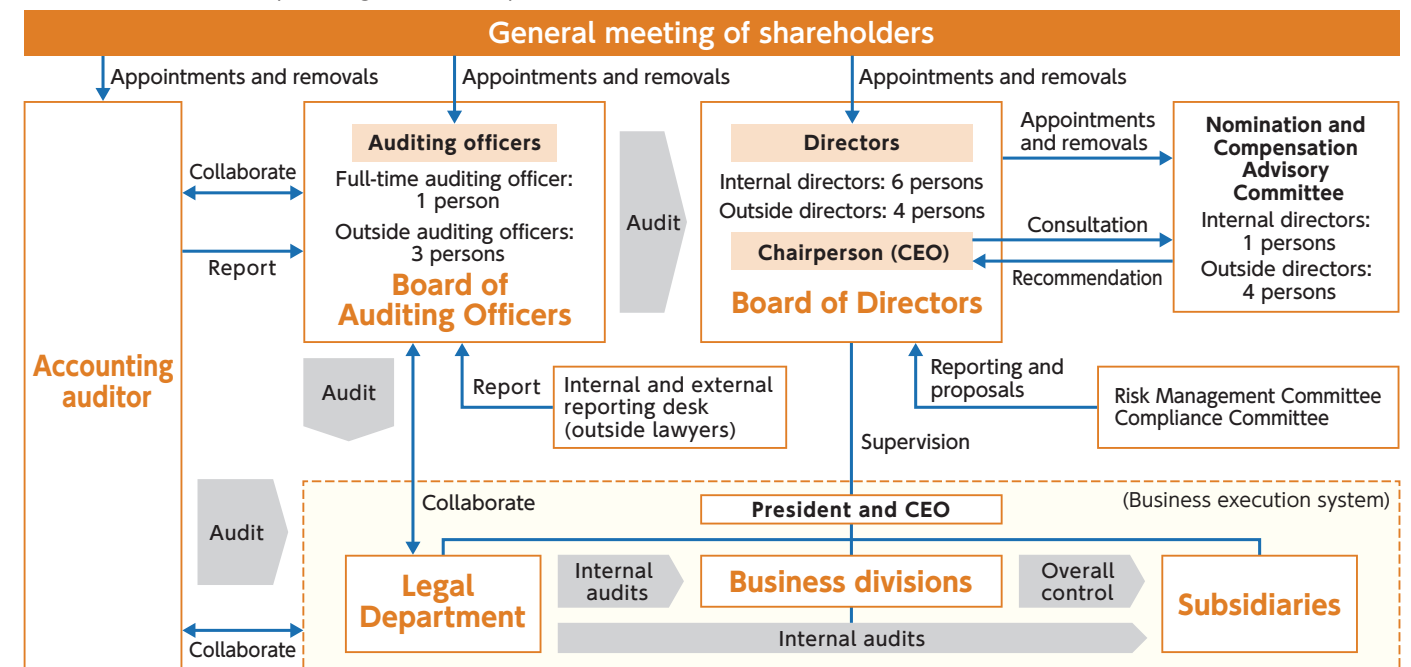 General meeting of shareholders
Appointments and removals
Appointments and removals
Appointments and removals
Accounting
auditor
Collaborate
Report
Auditing officers
Full-time auditing officer:
1 person
Outside auditing officers:
3 persons
Board of
Auditing Officers
Audit
Directors
Internal directors: 6 persons
Outside directors: 4 persons
Chairperson (CEO)
Board of Directors
Appointments
and removals
Consultation
Recommendation
Nomination and
Compensation
Advisory
Committee
Internal directors:
1 persons
Outside directors:
4 persons
Audit
Report
Internal and external
reporting desk
(outside lawyers)
Reporting and
proposals
Risk Management Committee
Compliance Committee
Supervision
Audit
Collaborate
President and CEO
(Business execution system)
Legal
Department
Internal
audits
Business divisions
Overall
control
Subsidiaries
Internal audits
Collaborate